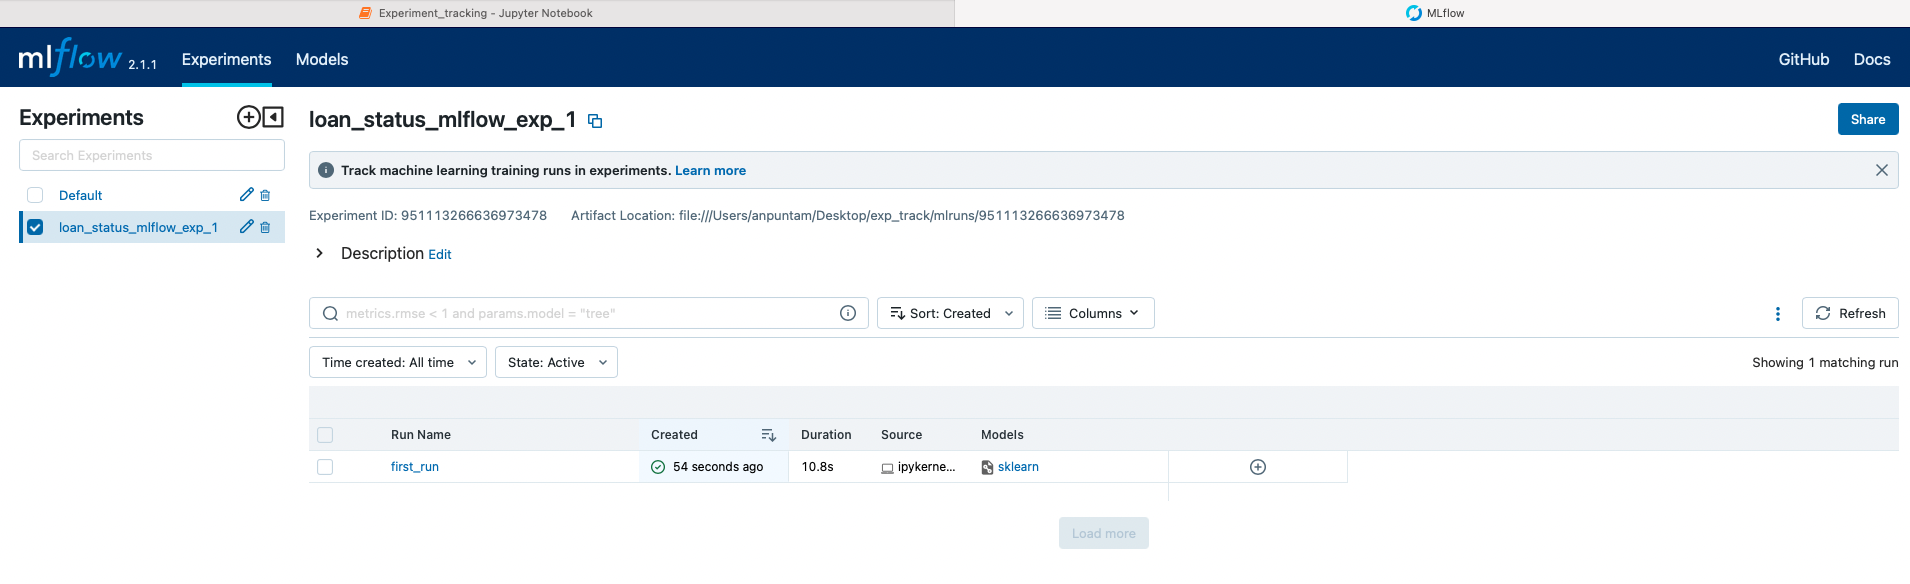 Experiment_tracking - Jupyter Notebook
MLflow
mlflow 2.1.1 Experiments Models GitHub Docs
Experiments
Search Experiments
Default
loan_status_mlflow_exp_1
loan_status_mlflow_exp_1
Share
Track machine learning training runs in experiments. Learn more
Experiment ID: 951113266636973478 Artifact Location: file:///Users/anpuntam/Desktop/exp_track/mlruns/951113266636973478
Description Edit
metrics.rmse < 1 and params.model = "tree" Sort: Created Columns Refresh
Time created: All time State: Active Showing 1 matching run
Run Name Created Duration Source Models
first_run 54 seconds ago 10.8s ipykerne... sklearn
Load more